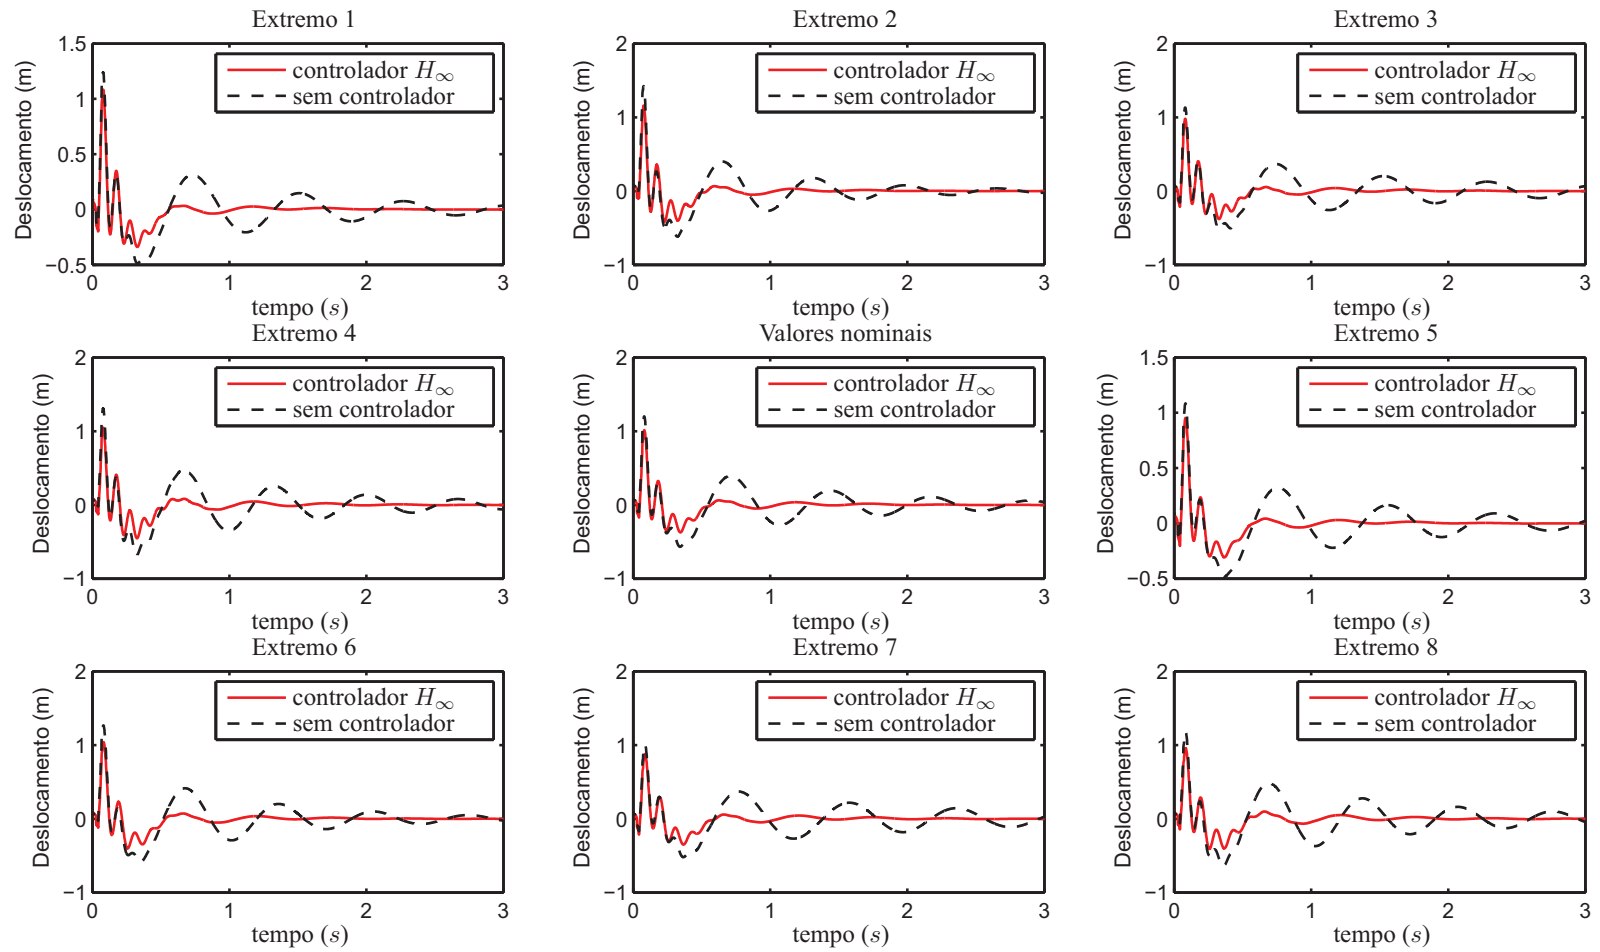 Extremo 1
1.5
1
0.5
0
−0.5
Deslocamento (m)
controlador H∞
sem controlador
0 1 2 3
tempo (s)
Extremo 2
2
1
0
−1
Deslocamento (m)
controlador H∞
sem controlador
0 1 2 3
tempo (s)
Extremo 3
2
1
0
−1
Deslocamento (m)
controlador H∞
sem controlador
0 1 2 3
tempo (s)
Extremo 4
2
1
0
−1
Deslocamento (m)
controlador H∞
sem controlador
0 1 2 3
tempo (s)
Valores nominais
2
1
0
−1
Deslocamento (m)
controlador H∞
sem controlador
0 1 2 3
tempo (s)
Extremo 5
1.5
1
0.5
0
−0.5
Deslocamento (m)
controlador H∞
sem controlador
0 1 2 3
tempo (s)
Extremo 6
2
1
0
−1
Deslocamento (m)
controlador H∞
sem controlador
0 1 2 3
tempo (s)
Extremo 7
2
1
0
−1
Deslocamento (m)
controlador H∞
sem controlador
0 1 2 3
tempo (s)
Extremo 8
2
1
0
−1
Deslocamento (m)
controlador H∞
sem controlador
0 1 2 3
tempo (s)